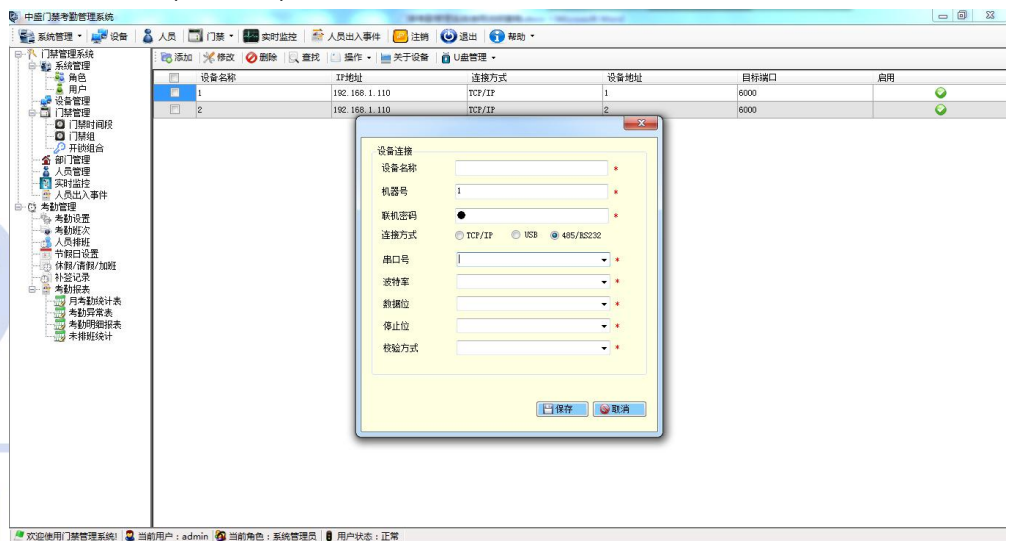 中盛门禁考勤管理系统
系统管理 设备 人员 门禁 实时监控 人员出入事件 注销 退出 帮助
门禁管理系统
系统管理
角色
用户
设备管理
门禁管理
门禁时间段
门禁组
开锁组合
部门管理
人员管理
实时监控
人员出入事件
考勤管理
考勤设置
考勤班次
人员排班
节假日设置
休假/请假/加班
补签记录
考勤报表
月考勤统计表
考勤异常表
考勤明细报表
未排班统计
添加 修改 删除 查找 操作 关于设备 U盘管理
设备名称 IP地址 连接方式 设备地址 目标端口 启用
1 192.168.1.110 TCP/IP 1 6000
2 192.168.1.110 TCP/IP 2 6000
设备连接
设备名称 *
机器号 1 *
联机密码 ● *
连接方式 TCP/IP USB 485/RS232
串口号 *
波特率 *
数据位 *
停止位 *
校验方式 *
保存 取消
欢迎使用门禁管理系统! 当前用户：admin 当前角色：系统管理员 用户状态：正常